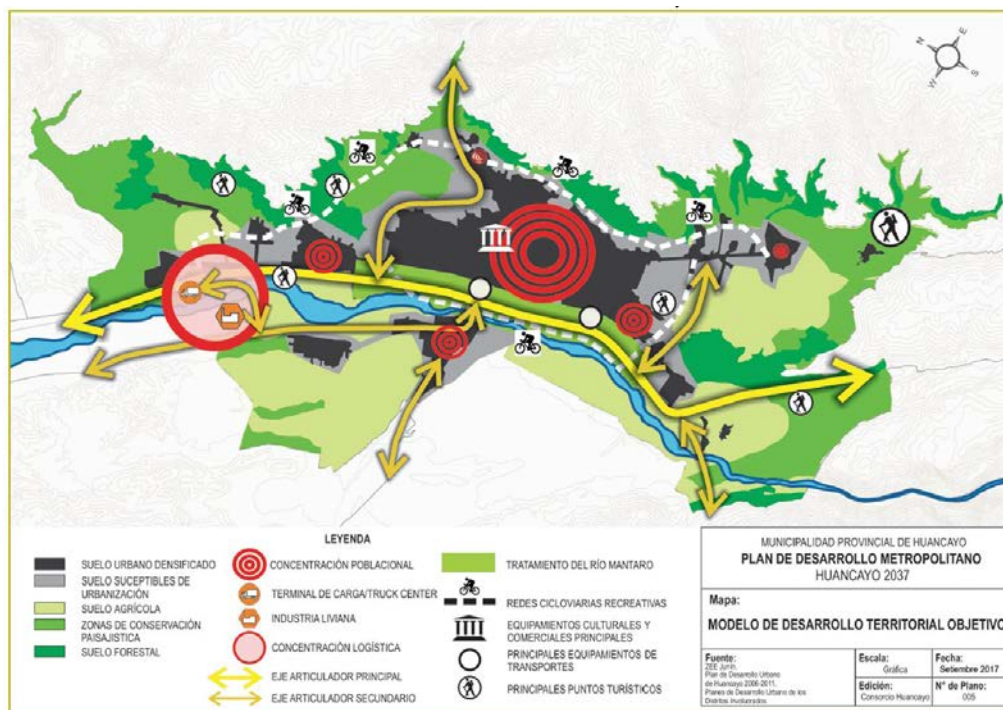 N
E
W
S
LEYENDA
SUELO URBANO DENSIFICADO
SUELO SUCEPTIBLES DE
URBANIZACIÓN
SUELO AGRÍCOLA
ZONAS DE CONSERVACIÓN
PAISAJISTICA
SUELO FORESTAL
CONCENTRACIÓN POBLACIONAL
TERMINAL DE CARGA/TRUCK CENTER
INDUSTRIA LIVIANA
CONCENTRACIÓN LOGÍSTICA
EJE ARTICULADOR PRINCIPAL
EJE ARTICULADOR SECUNDARIO
TRATAMIENTO DEL RÍO MANTARO
REDES CICLOVIARIAS RECREATIVAS
EQUIPAMIENTOS CULTURALES Y
COMERCIALES PRINCIPALES
PRINCIPALES EQUIPAMIENTOS DE
TRANSPORTES
PRINCIPALES PUNTOS TURÍSTICOS
MUNICIPALIDAD PROVINCIAL DE HUANCAYO
PLAN DE DESARROLLO METROPOLITANO
HUANCAYO 2037
Mapa:
MODELO DE DESARROLLO TERRITORIAL OBJETIVO
Fuente:
ZEE Junín.
Plan de Desarrollo Urbano
de Huancayo 2006-2011.
Planes de Desarrollo Urbano de los
Distritos Involucrados
Escala:
Gráfica
Fecha:
Setiembre 2017
Edición:
Consorcio Huancayo
N° de Plano:
005